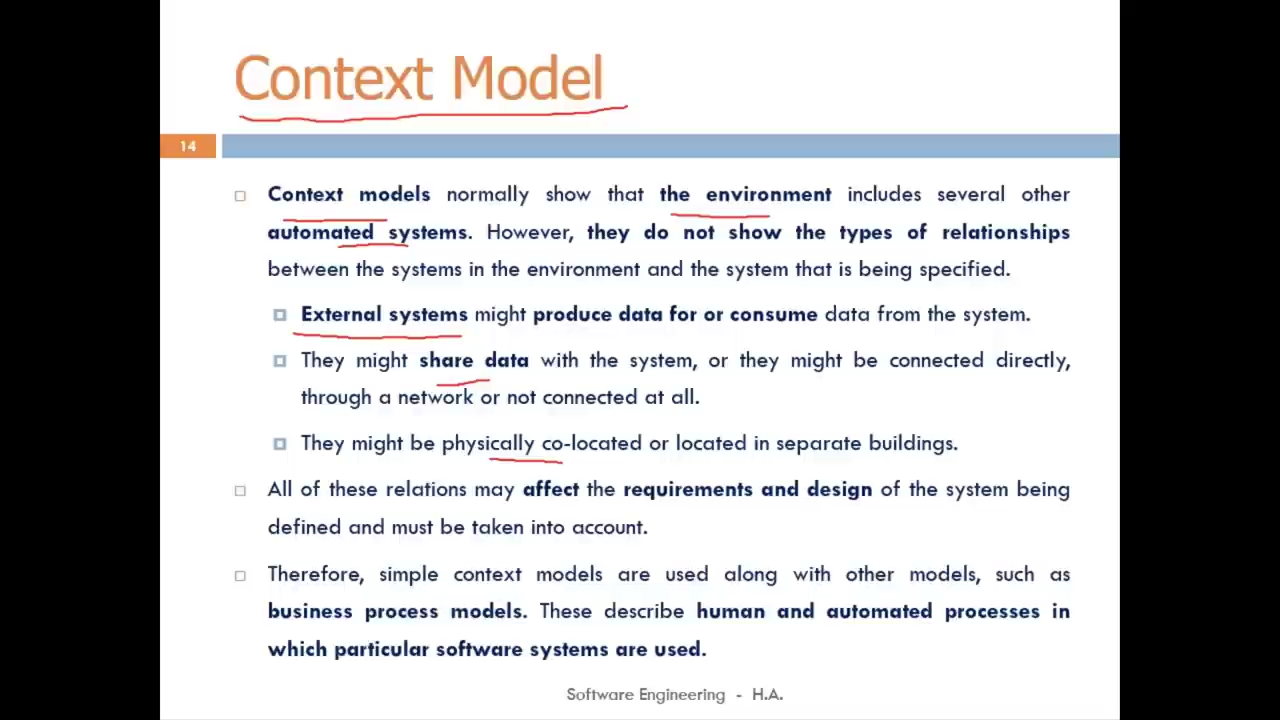 Context Model
14
Context models normally show that the environment includes several other
automated systems. However, they do not show the types of relationships
between the systems in the environment and the system that is being specified.
External systems might produce data for or consume data from the system.
They might share data with the system, or they might be connected directly,
through a network or not connected at all.
They might be physically co-located or located in separate buildings.
All of these relations may affect the requirements and design of the system being
defined and must be taken into account.
Therefore, simple context models are used along with other models, such as
business process models. These describe human and automated processes in
which particular software systems are used.
Software Engineering - H.A.